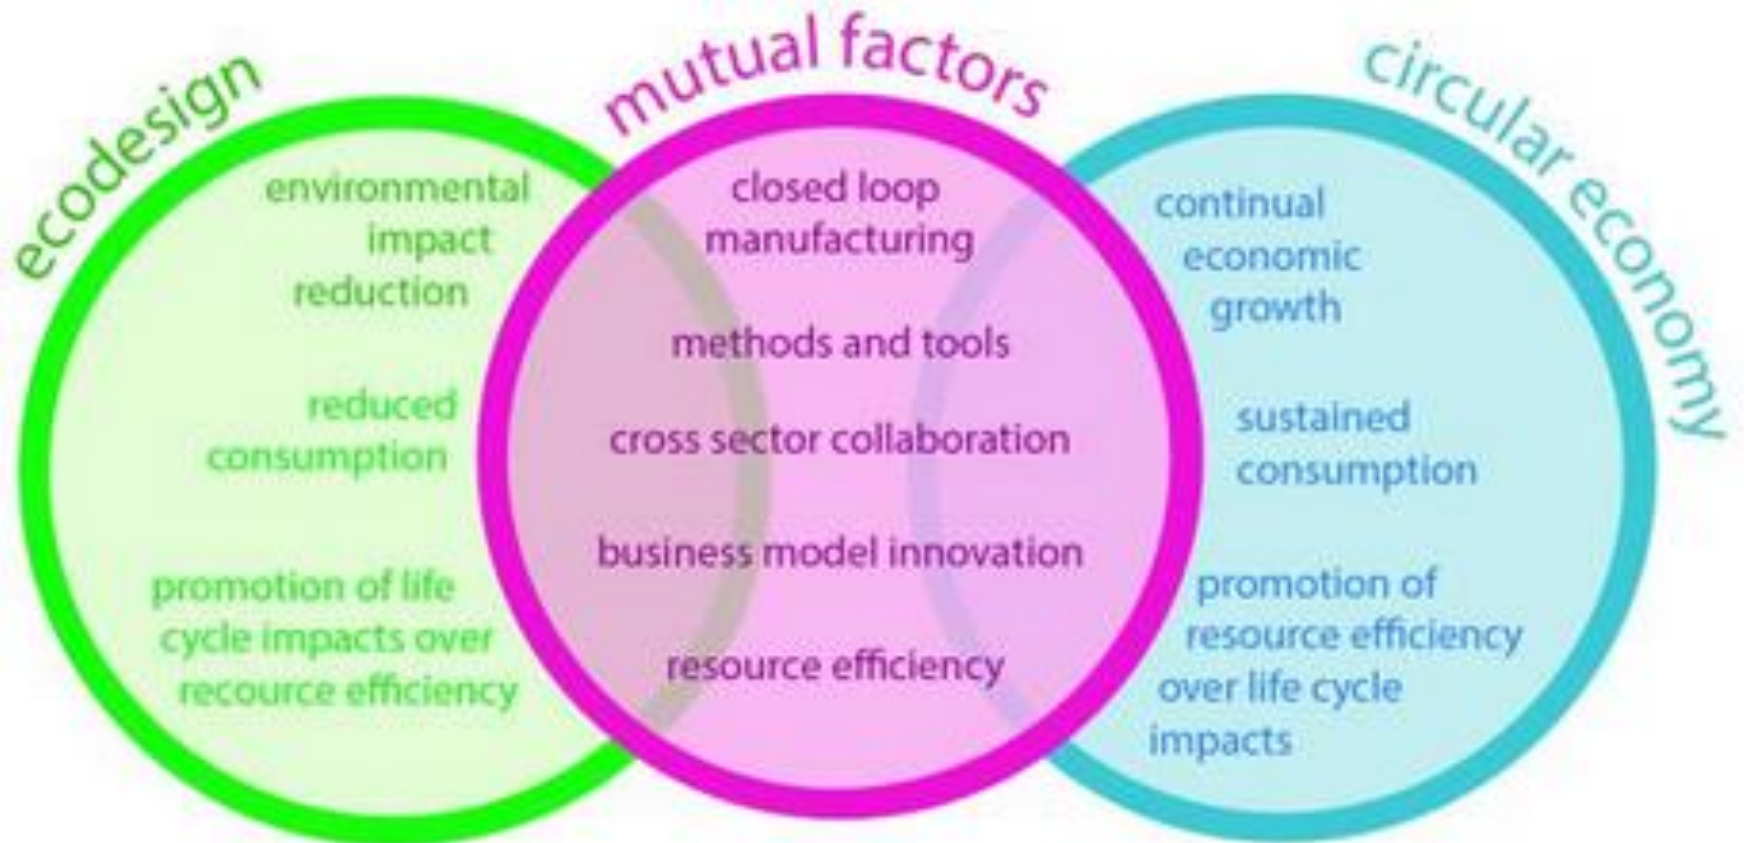 ecodesign
environmental
impact
reduction
reduced
consumption
promotion of life
cycle impacts over
recource efficiency
mutual factors
closed loop
manufacturing
methods and tools
cross sector collaboration
business model innovation
resource efficiency
circular economy
continual
economic
growth
sustained
consumption
promotion of
resource efficiency
over life cycle
impacts